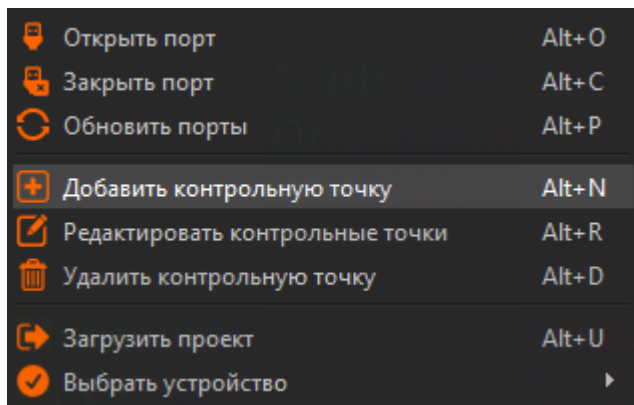 Открыть порт Alt+O
Закрыть порт Alt+C
Обновить порты Alt+P
Добавить контрольную точку Alt+N
Редактировать контрольные точки Alt+R
Удалить контрольную точку Alt+D
Загрузить проект Alt+U
Выбрать устройство